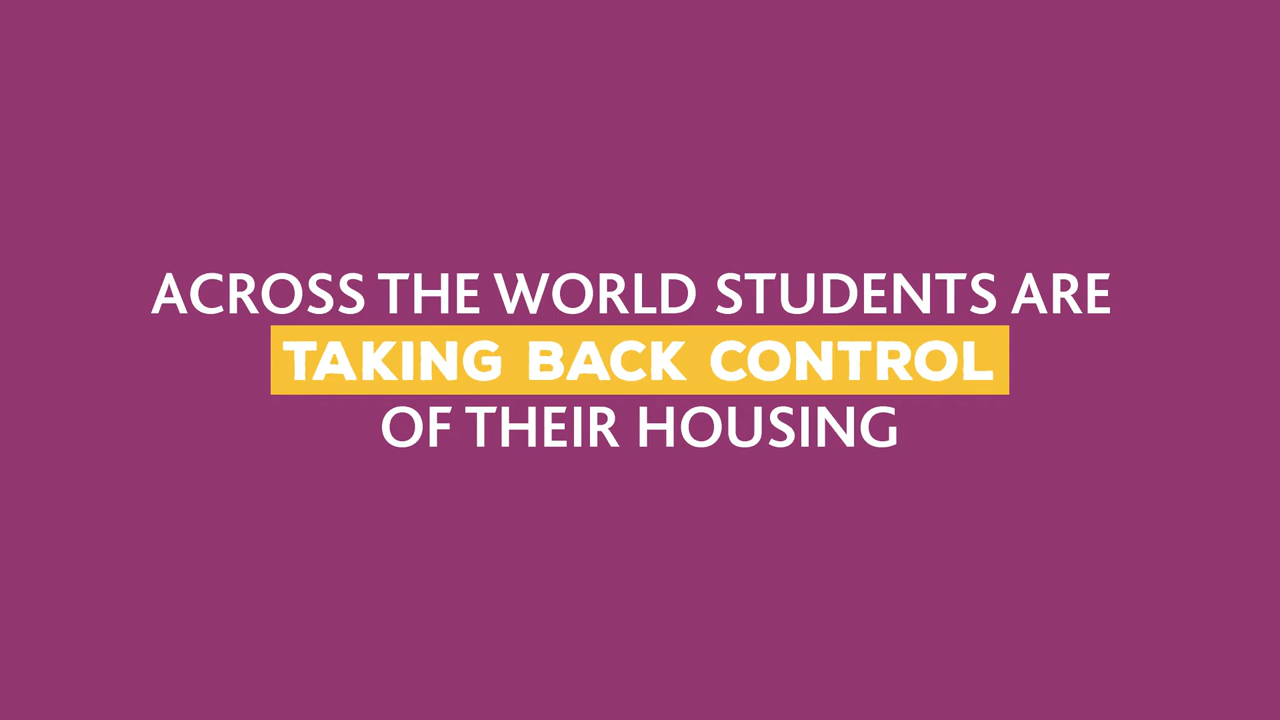 ACROSS THE WORLD STUDENTS ARE
TAKING BACK CONTROL
OF THEIR HOUSING